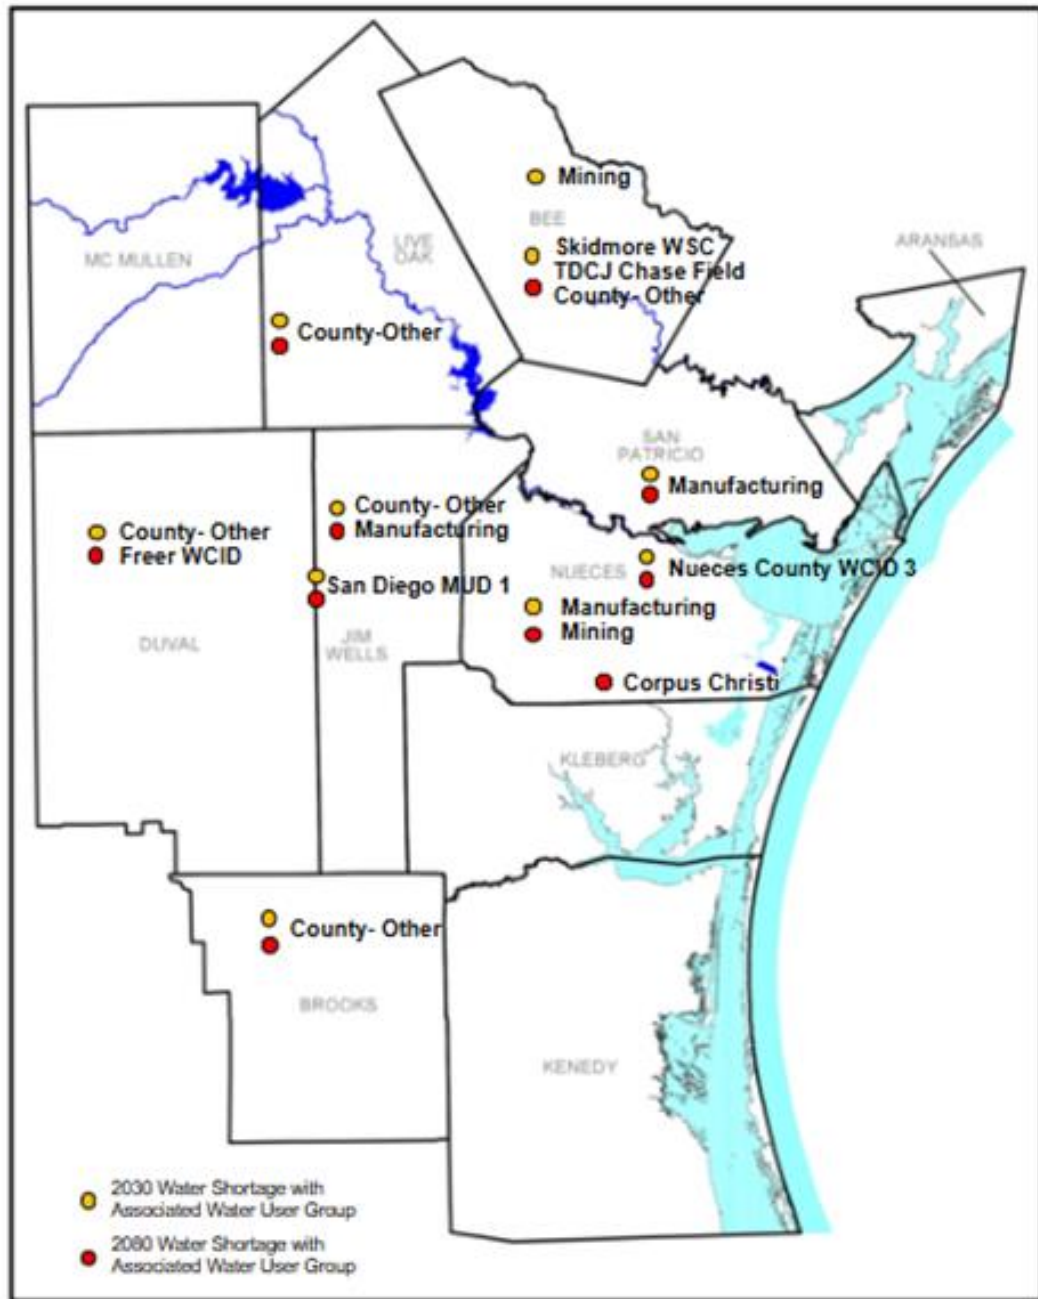 Mining
BEE
ARANSAS
Skidmore WSC
TDCJ Chase Field
County- Other
MC MULLEN
LIVE
OAK
County-Other
SAN
PATRICIO
Manufacturing
County- Other
Manufacturing
County- Other
Freer WCID
NUECES
Nueces County WCID 3
San Diego MUD 1
Manufacturing
Mining
DUVAL
JIM
WELLS
Corpus Christi
KLEBERG
County- Other
BROOKS
KENEDY
2030 Water Shortage with
Associated Water User Group
2080 Water Shortage with
Associated Water User Group